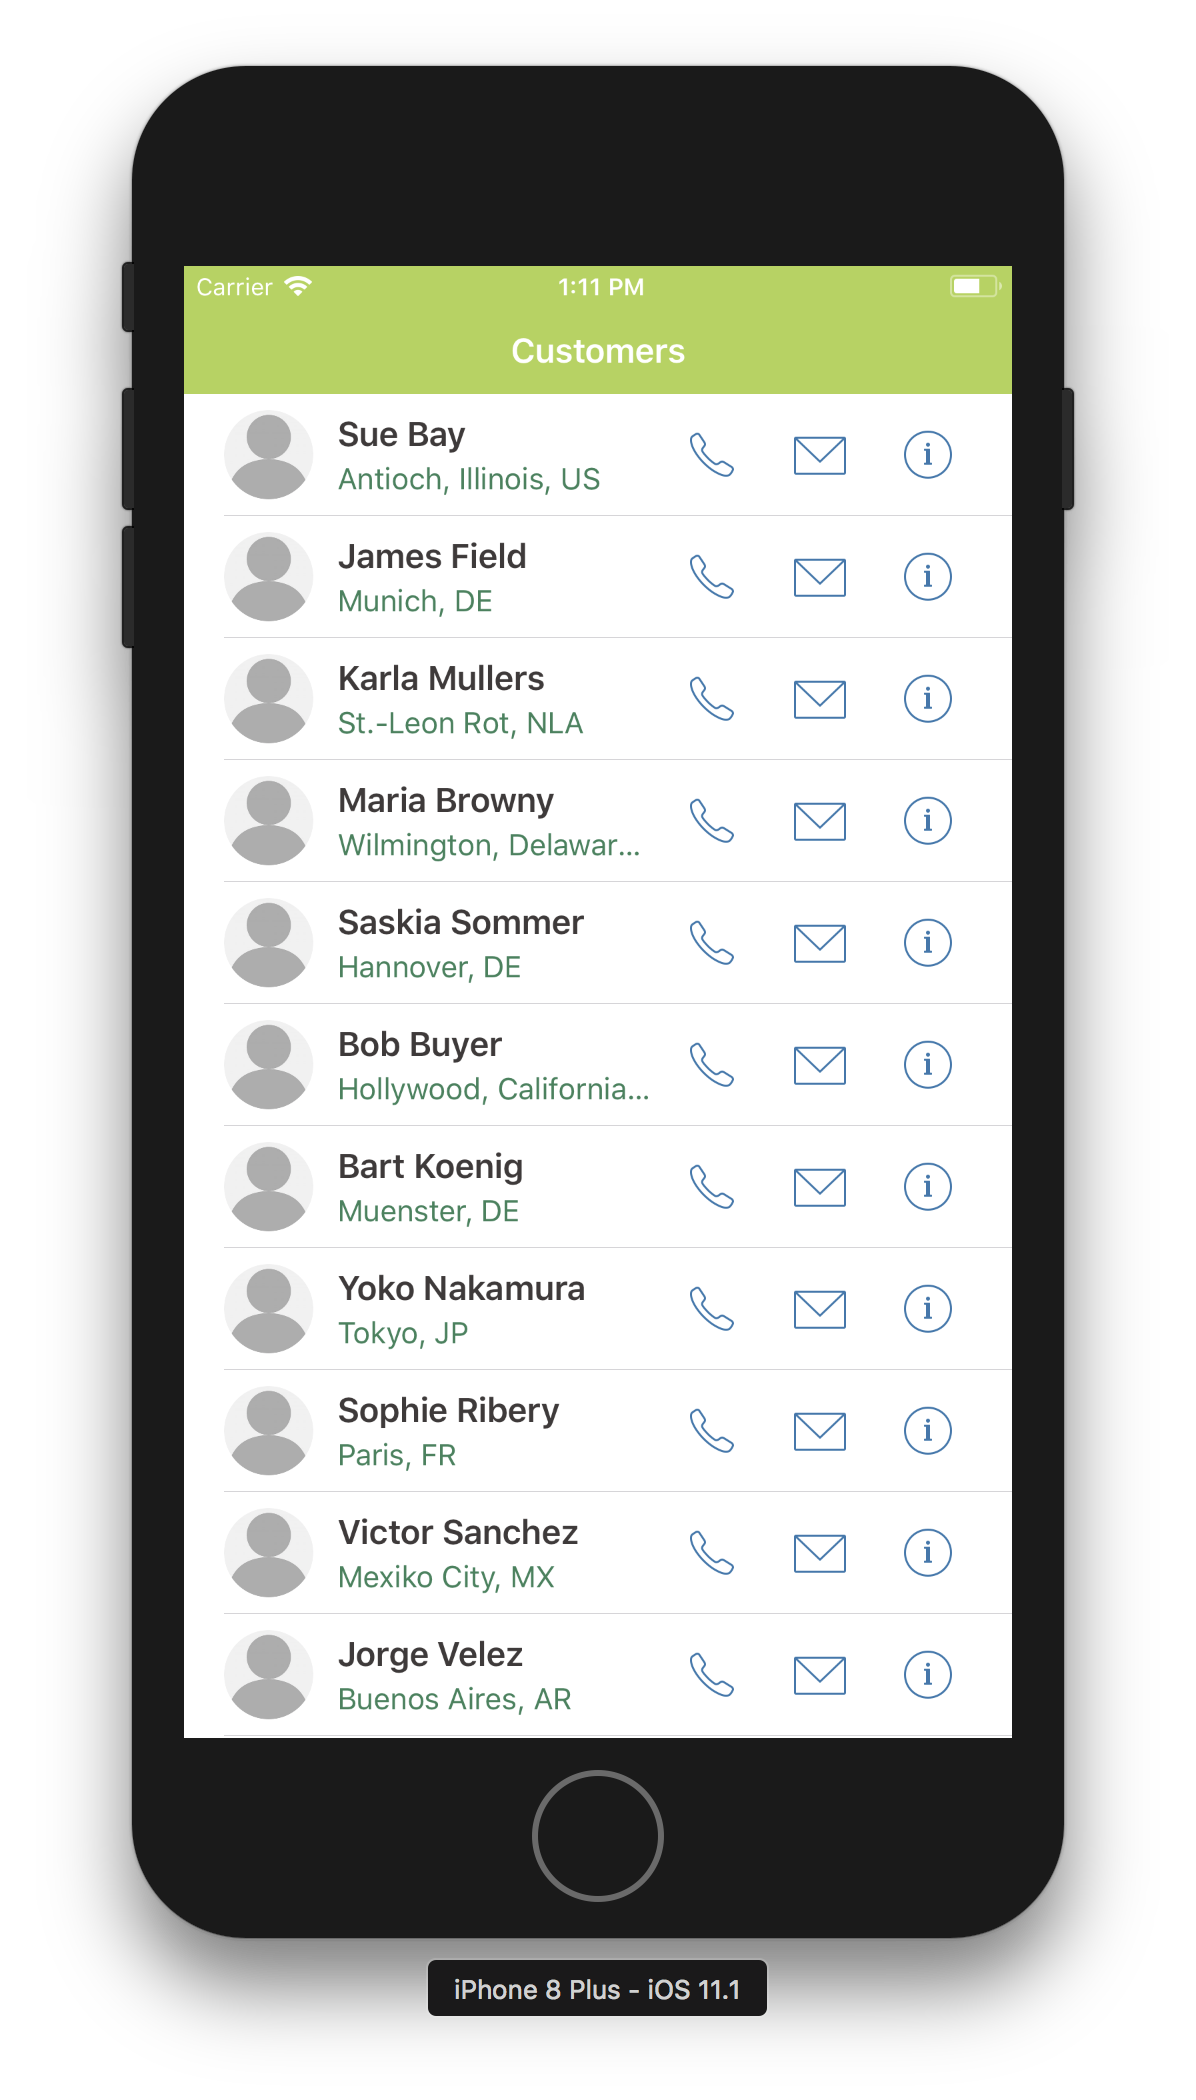 Carrier 1:11 PM
Customers
Sue Bay
Antioch, Illinois, US
James Field
Munich, DE
Karla Mullers
St.-Leon Rot, NLA
Maria Browny
Wilmington, Delawar...
Saskia Sommer
Hannover, DE
Bob Buyer
Hollywood, California...
Bart Koenig
Muenster, DE
Yoko Nakamura
Tokyo, JP
Sophie Ribery
Paris, FR
Victor Sanchez
Mexiko City, MX
Jorge Velez
Buenos Aires, AR
iPhone 8 Plus - iOS 11.1